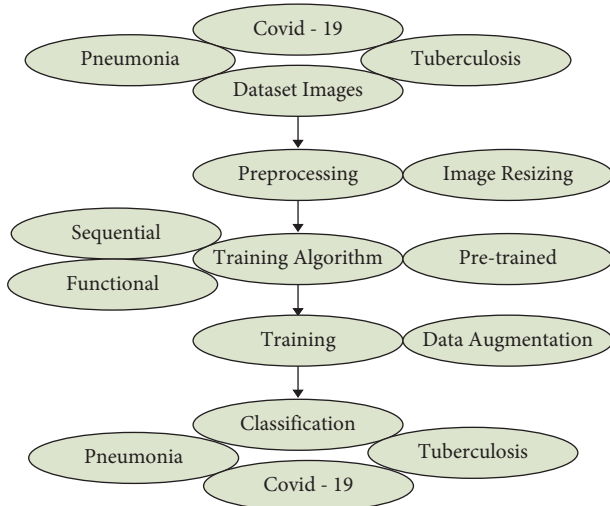 Covid - 19
Pneumonia
Tuberculosis
Dataset Images
Preprocessing
Image Resizing
Sequential
Training Algorithm
Pre-trained
Functional
Training
Data Augmentation
Classification
Pneumonia
Tuberculosis
Covid - 19